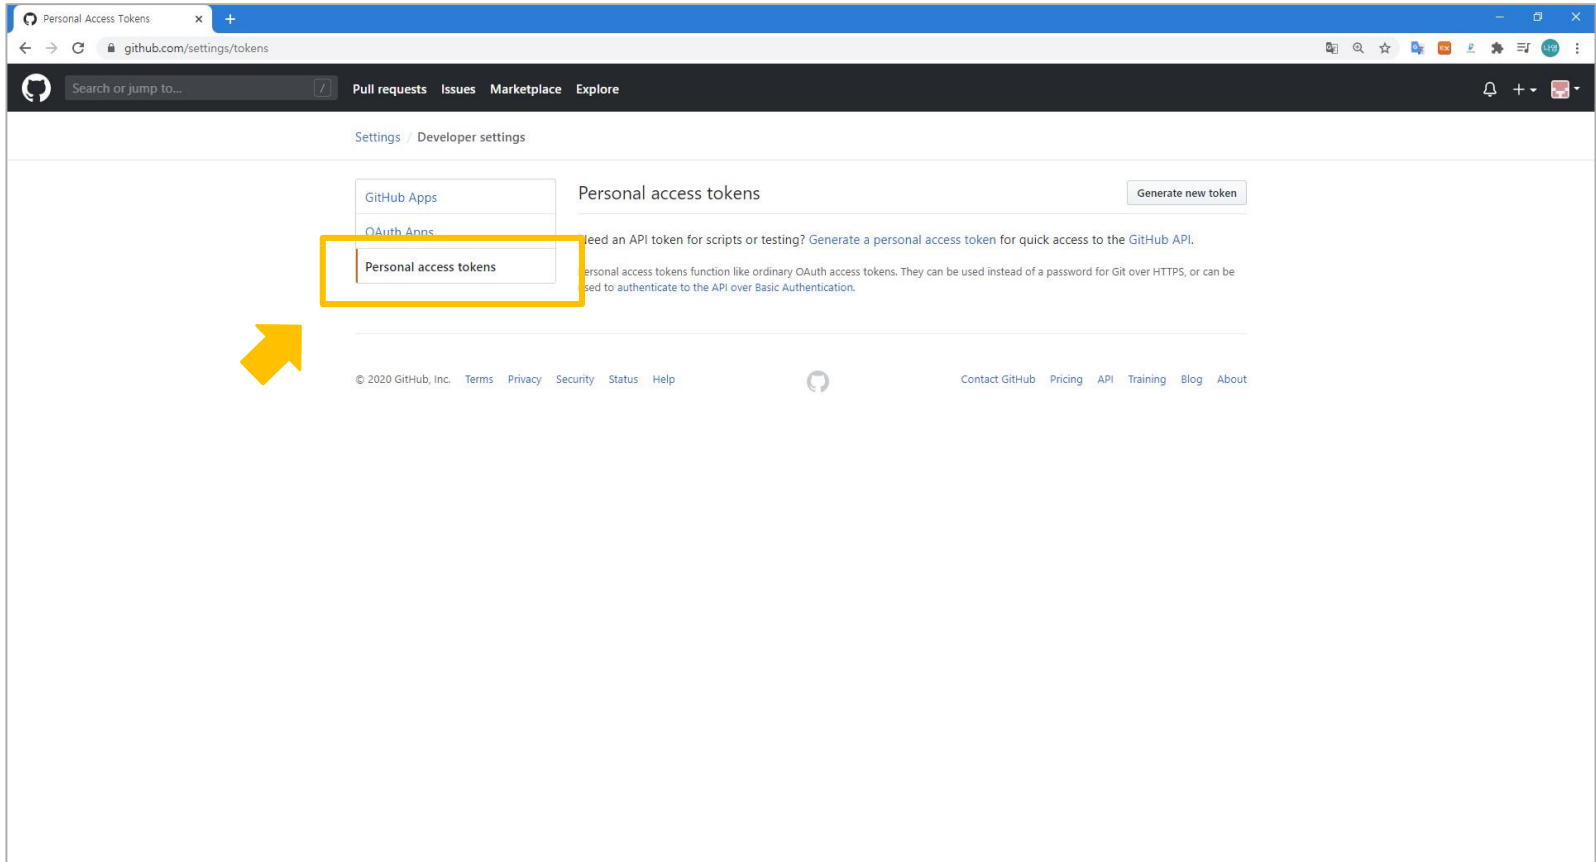 Personal Access Tokens
github.com/settings/tokens
나영
Search or jump to...
/
Pull requests Issues Marketplace Explore
Settings / Developer settings
GitHub Apps
OAuth Apps
Personal access tokens
Personal access tokens
Generate new token
Need an API token for scripts or testing? Generate a personal access token for quick access to the GitHub API.
Personal access tokens function like ordinary OAuth access tokens. They can be used instead of a password for Git over HTTPS, or can be
used to authenticate to the API over Basic Authentication.
© 2020 GitHub, Inc. Terms Privacy Security Status Help
Contact GitHub Pricing API Training Blog About